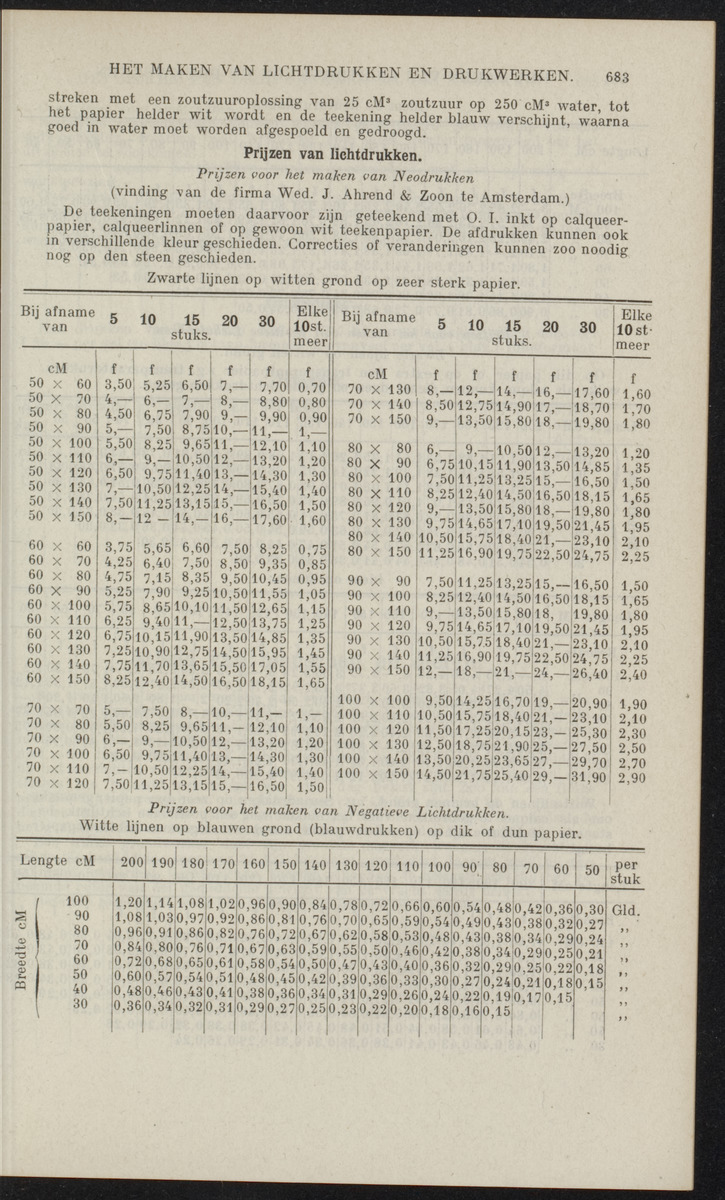 HET MAKEN VAN LICHTDRUKKEN EN DRUKWERKEN. 683
streken met een zoutzuuroplossing van 25 cM³ zoutzuur op 250 cM³ water, tot
het papier helder wit wordt en de teekening helder blauw verschijnt, waarna
goed in water moet worden afgespoeld en gedroogd.
Prijzen van lichtdrukken.
Prijzen voor het maken van Neodrukken
(vinding van de firma Wed. J. Ahrend & Zoon te Amsterdam.)
De teekeningen moeten daarvoor zijn geteekend met O. I. inkt op calqueer-
papier, calqueerlinnen of op gewoon wit teekenpapier. De afdrukken kunnen ook
in verschillende kleur geschieden. Correcties of veranderingen kunnen zoo noodig
nog op den steen geschieden.
Zwarte lijnen op witten grond op zeer sterk papier.
Bij afname van 5 10 15 20 30 stuks. Elke 10 st. meer
cM f f f f f f
50 × 60 3,50 5,25 6,50 7,— 7,70 0,70
50 × 70 4,— 6,— 7,— 8,— 8,80 0,80
50 × 80 4,50 6,75 7,90 9,— 9,90 0,90
50 × 90 5,— 7,50 8,75 10,— 11,— 1,—
50 × 100 5,50 8,25 9,65 11,— 12,10 1,10
50 × 110 6,— 9,— 10,50 12,— 13,20 1,20
50 × 120 6,50 9,75 11,40 13,— 14,30 1,30
50 × 130 7,— 10,50 12,25 14,— 15,40 1,40
50 × 140 7,50 11,25 13,15 15,— 16,50 1,50
50 × 150 8,— 12 — 14,— 16,— 17,60 1,60
60 × 60 3,75 5,65 6,60 7,50 8,25 0,75
60 × 70 4,25 6,40 7,50 8,50 9,35 0,85
60 × 80 4,75 7,15 8,35 9,50 10,45 0,95
60 × 90 5,25 7,90 9,25 10,50 11,55 1,05
60 × 100 5,75 8,65 10,10 11,50 12,65 1,15
60 × 110 6,25 9,40 11,— 12,50 13,75 1,25
60 × 120 6,75 10,15 11,90 13,50 14,85 1,35
60 × 130 7,25 10,90 12,75 14,50 15,95 1,45
60 × 140 7,75 11,70 13,65 15,50 17,05 1,55
60 × 150 8,25 12,40 14,50 16,50 18,15 1,65
70 × 70 5,— 7,50 8,— 10,— 11,— 1,—
70 × 80 5,50 8,25 9,65 11,— 12,10 1,10
70 × 90 6,— 9,— 10,50 12,— 13,20 1,20
70 × 100 6,50 9,75 11,40 13,— 14,30 1,30
70 × 110 7,— 10,50 12,25 14,— 15,40 1,40
70 × 120 7,50 11,25 13,15 15,— 16,50 1,50
Bij afname van 5 10 15 20 30 stuks. Elke 10 st. meer
cM f f f f f f
70 × 130 8,— 12,— 14,— 16,— 17,60 1,60
70 × 140 8,50 12,75 14,90 17,— 18,70 1,70
70 × 150 9,— 13,50 15,80 18,— 19,80 1,80
80 × 80 6,— 9,— 10,50 12,— 13,20 1,20
80 × 90 6,75 10,15 11,90 13,50 14,85 1,35
80 × 100 7,50 11,25 13,25 15,— 16,50 1,50
80 × 110 8,25 12,40 14,50 16,50 18,15 1,65
80 × 120 9,— 13,50 15,80 18,— 19,80 1,80
80 × 130 9,75 14,65 17,10 19,50 21,45 1,95
80 × 140 10,50 15,75 18,40 21,— 23,10 2,10
80 × 150 11,25 16,90 19,75 22,50 24,75 2,25
90 × 90 7,50 11,25 13,25 15,— 16,50 1,50
90 × 100 8,25 12,40 14,50 16,50 18,15 1,65
90 × 110 9,— 13,50 15,80 18, 19,80 1,80
90 × 120 9,75 14,65 17,10 19,50 21,45 1,95
90 × 130 10,50 15,75 18,40 21,— 23,10 2,10
90 × 140 11,25 16,90 19,75 22,50 24,75 2,25
90 × 150 12,— 18,— 21,— 24,— 26,40 2,40
100 × 100 9,50 14,25 16,70 19,— 20,90 1,90
100 × 110 10,50 15,75 18,40 21,— 23,10 2,10
100 × 120 11,50 17,25 20,15 23,— 25,30 2,30
100 × 130 12,50 18,75 21,90 25,— 27,50 2,50
100 × 140 13,50 20,25 23,65 27,— 29,70 2,70
100 × 150 14,50 21,75 25,40 29,— 31,90 2,90
Prijzen voor het maken van Negatieve Lichtdrukken.
Witte lijnen op blauwen grond (blauwdrukken) op dik of dun papier.
Lengte cM 200 190 180 170 160 150 140 130 120 110 100 90 80 70 60 50 per stuk
Breedte cM
100 1,20 1,14 1,08 1,02 0,96 0,90 0,84 0,78 0,72 0,66 0,60 0,54 0,48 0,42 0,36 0,30 Gld.
90 1,08 1,03 0,97 0,92 0,86 0,81 0,76 0,70 0,65 0,59 0,54 0,49 0,43 0,38 0,32 0,27 ,,
80 0,96 0,91 0,86 0,82 0,76 0,72 0,67 0,62 0,58 0,53 0,48 0,43 0,38 0,34 0,29 0,24 ,,
70 0,84 0,80 0,76 0,71 0,67 0,63 0,59 0,55 0,50 0,46 0,42 0,38 0,34 0,29 0,25 0,21 ,,
60 0,72 0,68 0,65 0,61 0,58 0,54 0,50 0,47 0,43 0,40 0,36 0,32 0,29 0,25 0,22 0,18 ,,
50 0,60 0,57 0,54 0,51 0,48 0,45 0,42 0,39 0,36 0,33 0,30 0,27 0,24 0,21 0,18 0,15 ,,
40 0,48 0,46 0,43 0,41 0,38 0,36 0,34 0,31 0,29 0,26 0,24 0,22 0,19 0,17 0,15 ,,
30 0,36 0,34 0,32 0,31 0,29 0,27 0,25 0,23 0,22 0,20 0,18 0,16 0,15 ,,